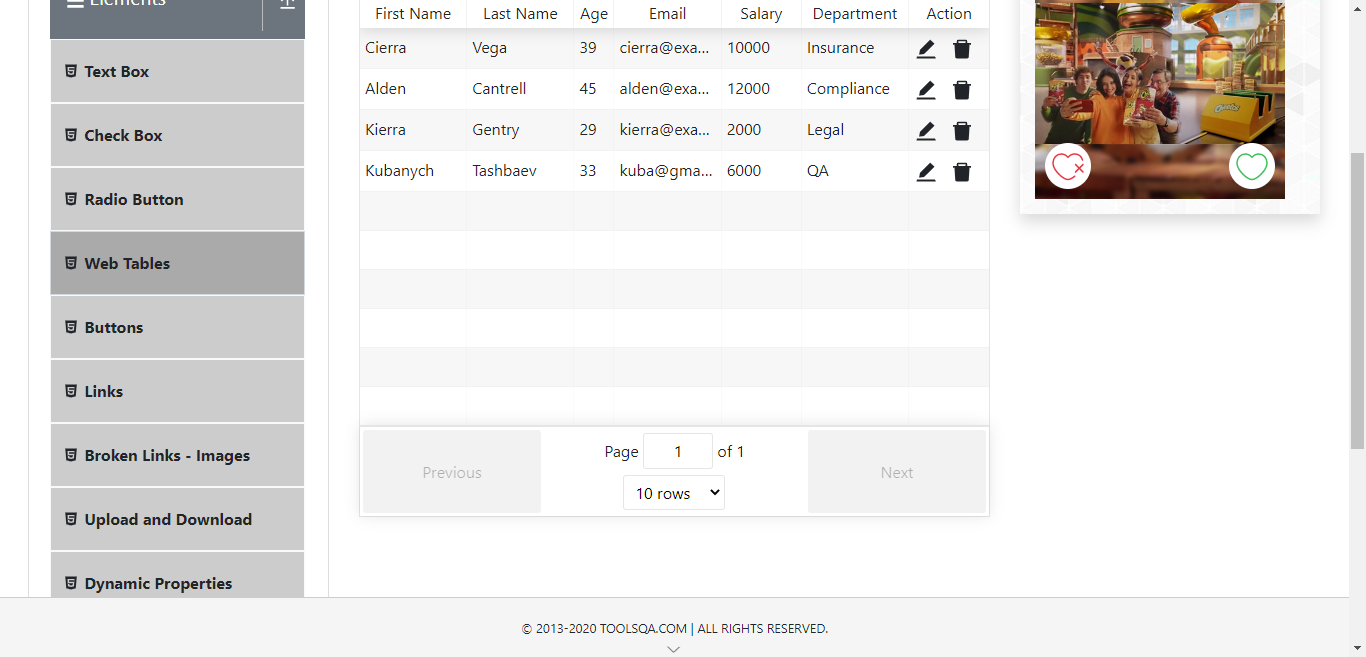 Elements
Text Box
Check Box
Radio Button
Web Tables
Buttons
Links
Broken Links - Images
Upload and Download
Dynamic Properties
First Name Last Name Age Email Salary Department Action
Cierra Vega 39 cierra@exa... 10000 Insurance
Alden Cantrell 45 alden@exa... 12000 Compliance
Kierra Gentry 29 kierra@exa... 2000 Legal
Kubanych Tashbaev 33 kuba@gma... 6000 QA
Previous
Page 1 of 1
10 rows
Next
© 2013-2020 TOOLSQA.COM | ALL RIGHTS RESERVED.